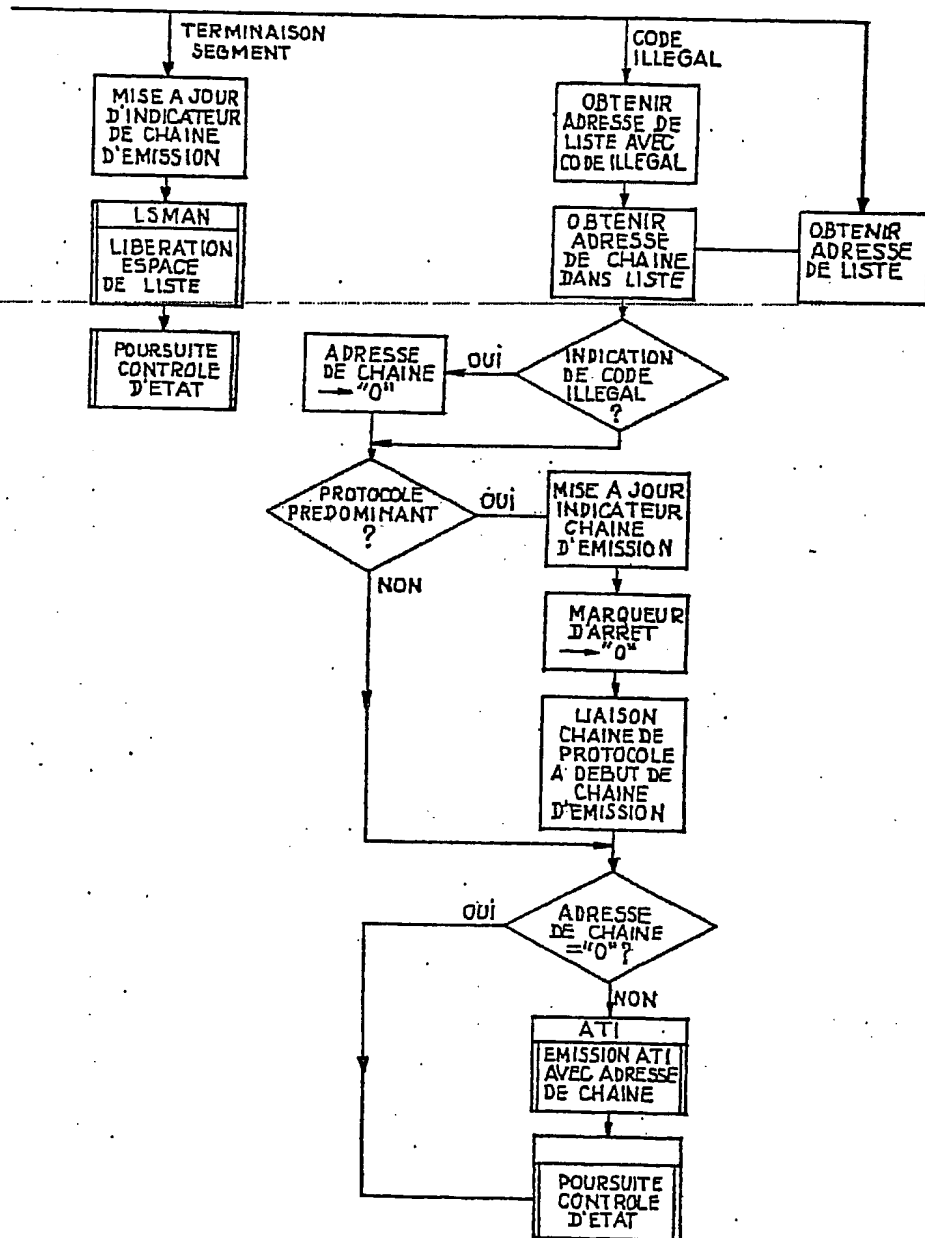 TERMINAISON
SEGMENT
MISE A JOUR
D'INDICATEUR
DE CHAINE
D'EMISSION
LSMAN
LIBERATION
ESPACE
DE LISTE
POURSUITE
CONTROLE
D'ETAT
CODE
ILLEGAL
OBTENIR
ADRESSE DE
LISTE AVEC
CODE ILLEGAL
OBTENIR
ADRESSE
DE CHAINE
DANS LISTE
OBTENIR
ADRESSE
DE LISTE
INDICATION
DE CODE
ILLEGAL
?
OUI
ADRESSE
DE CHAINE
→ "0"
PROTOCOLE
PREDOMINANT
?
OUI
NON
MISE A JOUR
INDICATEUR
CHAINE
D'EMISSION
MARQUEUR
D'ARRET
→ "0"
LIAISON
CHAINE DE
PROTOCOLE
A DEBUT DE
CHAINE
D'EMISSION
ADRESSE
DE CHAINE
="0"?
OUI
NON
ATI
EMISSION ATI
AVEC ADRESSE
DE CHAINE
POURSUITE
CONTROLE
D'ETAT